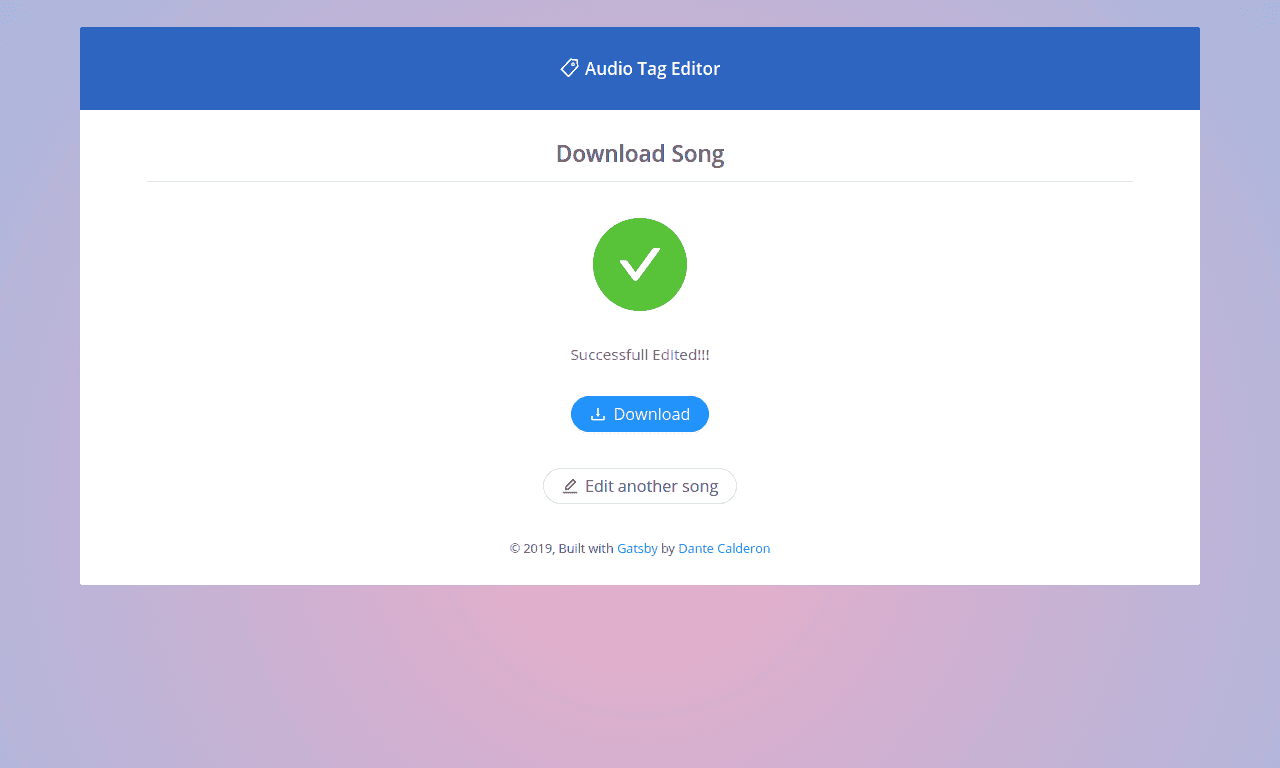 Audio Tag Editor
Download Song
Successfull Edited!!!
Download
Edit another song
© 2019, Built with Gatsby by Dante Calderon